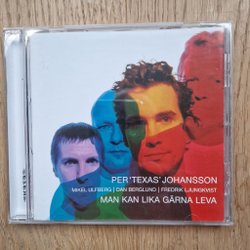 PER 'TEXAS' JOHANSSON
MIKEL ULFBERG | DAN BERGLUND | FREDRIK LJUNGKVIST
MAN KAN LIKA GÄRNA LEVA